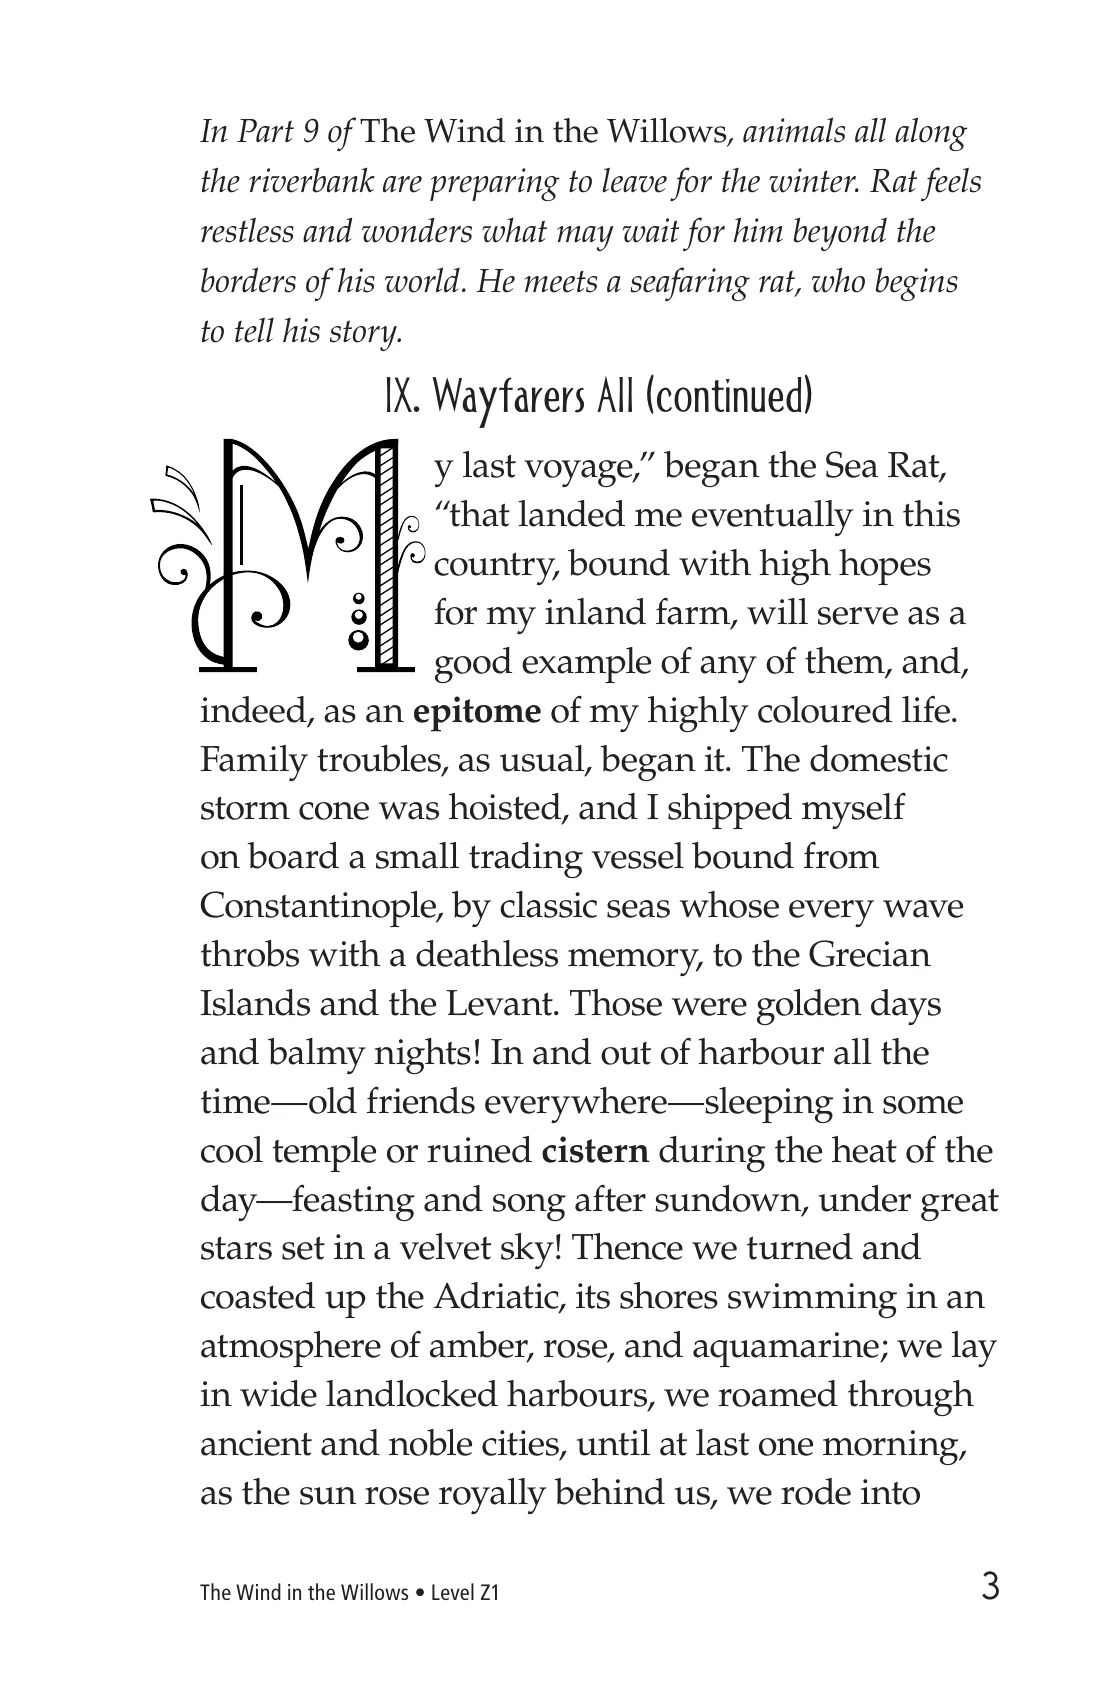 In Part 9 of The Wind in the Willows, animals all along
the riverbank are preparing to leave for the winter. Rat feels
restless and wonders what may wait for him beyond the
borders of his world. He meets a seafaring rat, who begins
to tell his story.
IX. Wayfarers All (continued)
My last voyage,” began the Sea Rat,
“that landed me eventually in this
country, bound with high hopes
for my inland farm, will serve as a
good example of any of them, and,
indeed, as an epitome of my highly coloured life.
Family troubles, as usual, began it. The domestic
storm cone was hoisted, and I shipped myself
on board a small trading vessel bound from
Constantinople, by classic seas whose every wave
throbs with a deathless memory, to the Grecian
Islands and the Levant. Those were golden days
and balmy nights! In and out of harbour all the
time—old friends everywhere—sleeping in some
cool temple or ruined cistern during the heat of the
day—feasting and song after sundown, under great
stars set in a velvet sky! Thence we turned and
coasted up the Adriatic, its shores swimming in an
atmosphere of amber, rose, and aquamarine; we lay
in wide landlocked harbours, we roamed through
ancient and noble cities, until at last one morning,
as the sun rose royally behind us, we rode into
The Wind in the Willows • Level Z1
3